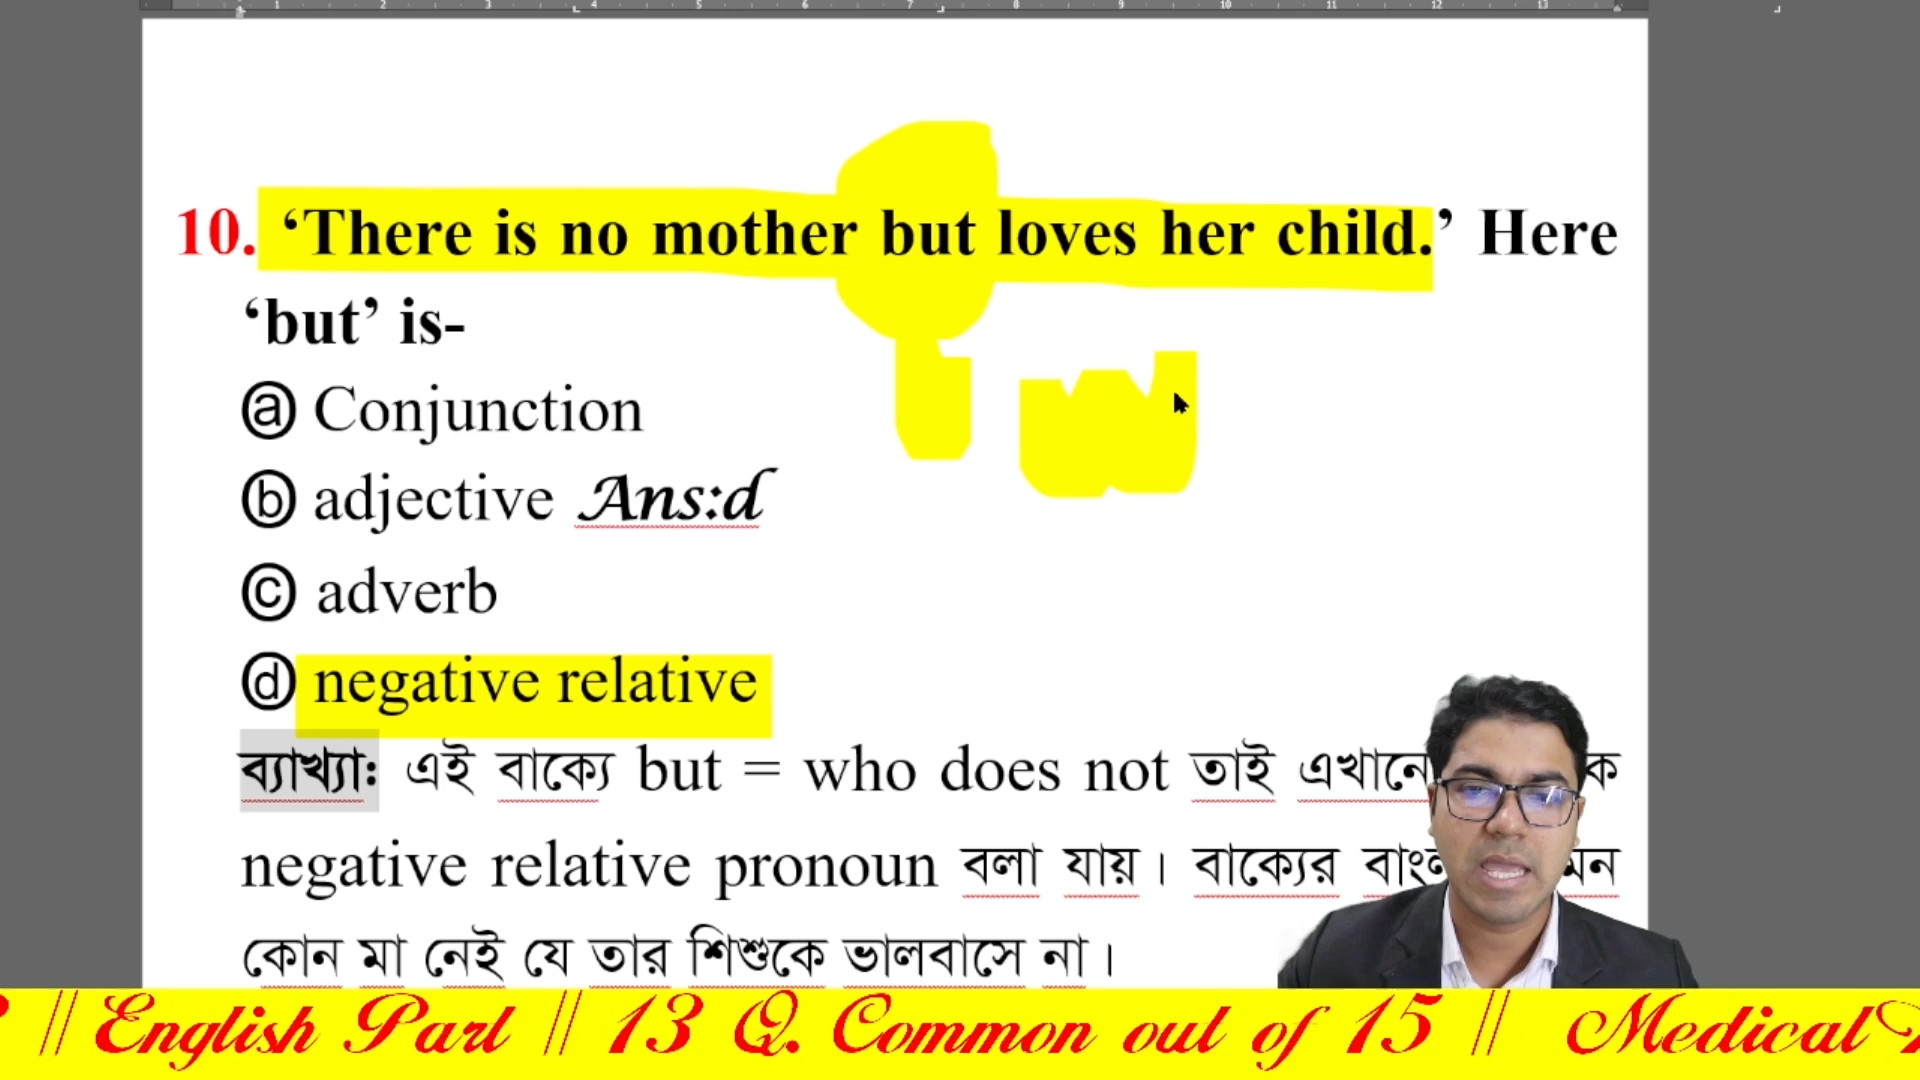 10. ‘There is no mother but loves her child.’ Here
‘but’ is-
ⓐ Conjunction
ⓑ adjective Ans:d
ⓒ adverb
ⓓ negative relative
ব্যাখ্যা: এই বাক্যে but = who does not তাই এখানে
negative relative pronoun বলা যায়। বাক্যের
কোন মা নেই যে তার শিশুকে ভালবাসে না।
|| English Part || 13 Q. Common out of 15 || Medical